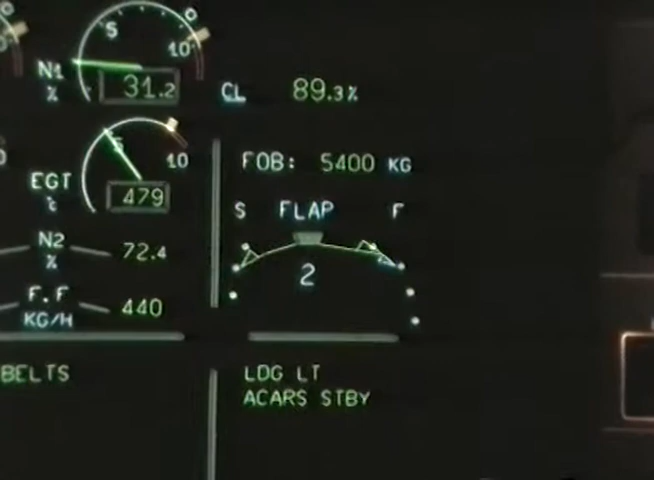 5
10
N1
%
31.2
CL 89.3%
5
10
FOB: 5400 KG
EGT
°C
479
S FLAP F
N2
%
72.4
2
F.F
KG/H
440
BELTS
LDG LT
ACARS STBY